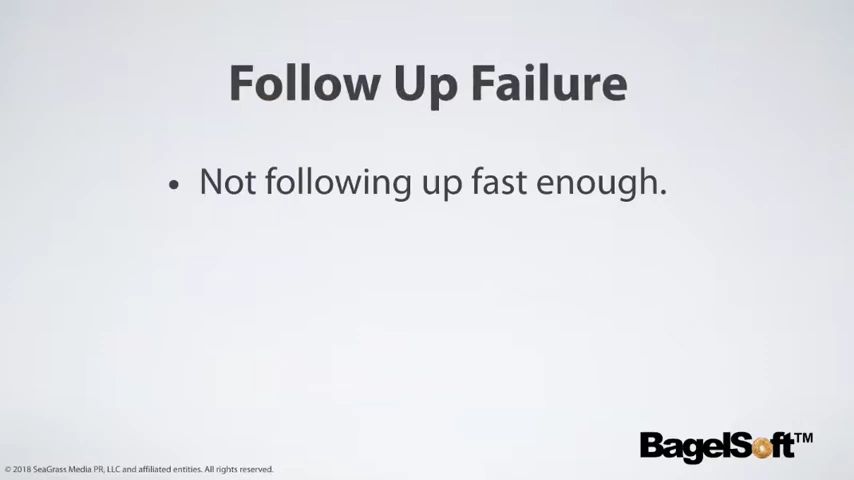 Follow Up Failure
• Not following up fast enough.
BagelSoft™
© 2018 SeaGrass Media PR, LLC and affiliated entities. All rights reserved.